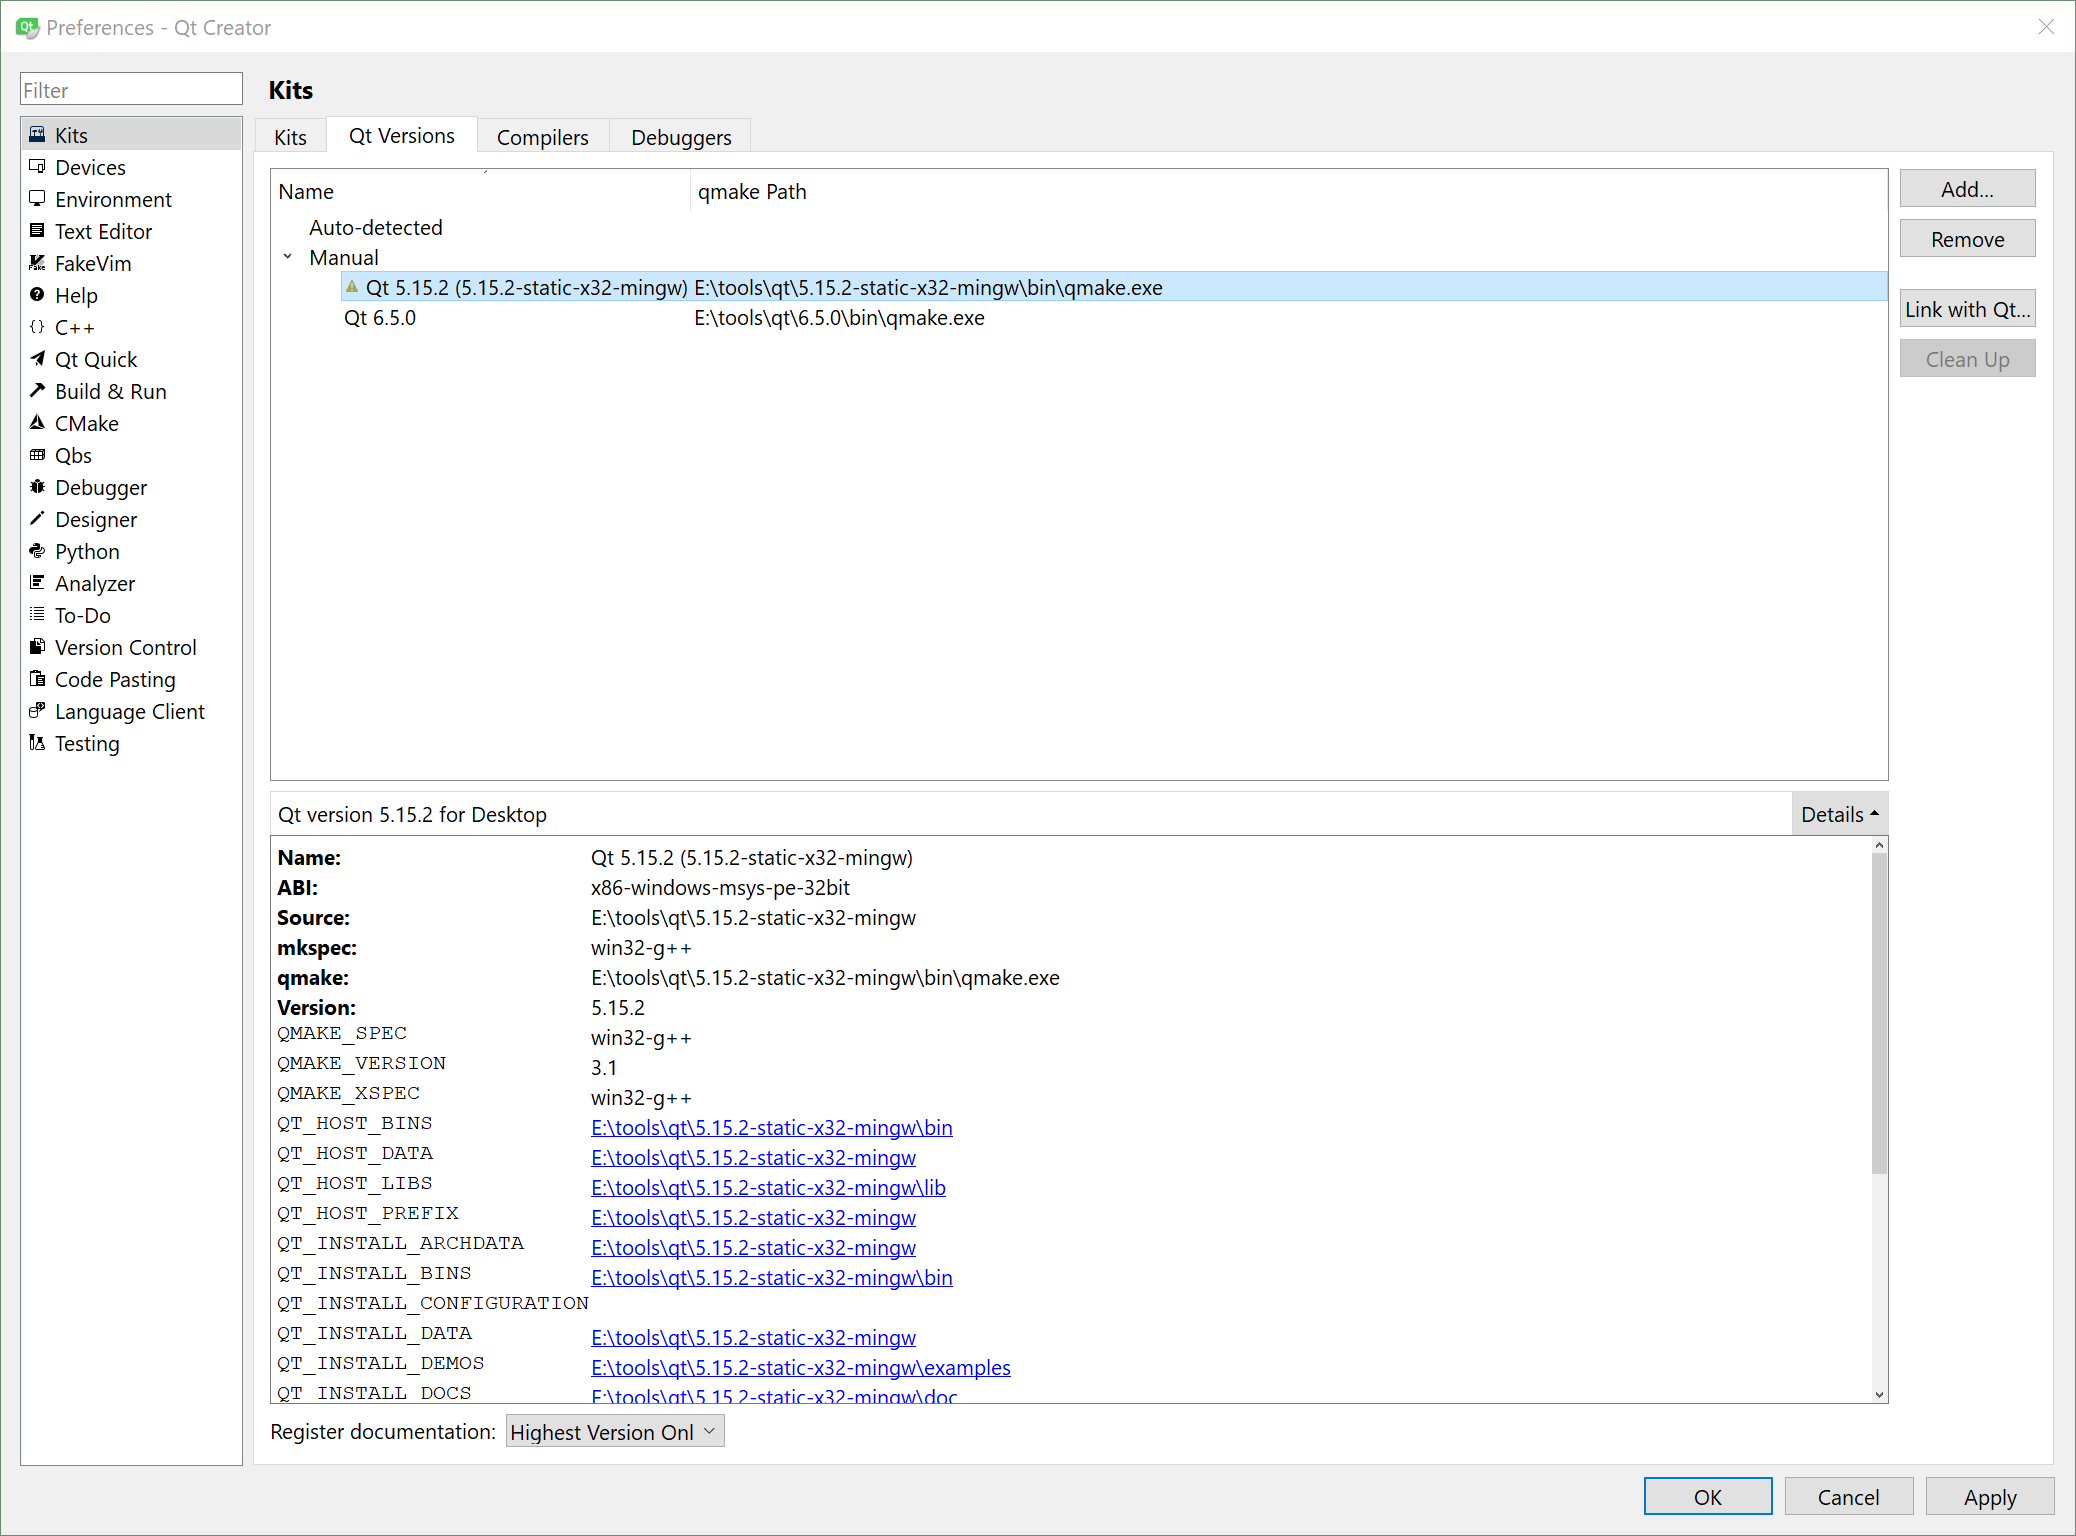 Preferences - Qt Creator
Filter
Kits
Devices
Environment
Text Editor
FakeVim
Help
C++
Qt Quick
Build & Run
CMake
Qbs
Debugger
Designer
Python
Analyzer
To-Do
Version Control
Code Pasting
Language Client
Testing
Kits
Kits Qt Versions Compilers Debuggers
Name qmake Path
Auto-detected
Manual
Qt 5.15.2 (5.15.2-static-x32-mingw) E:\tools\qt\5.15.2-static-x32-mingw\bin\qmake.exe
Qt 6.5.0 E:\tools\qt\6.5.0\bin\qmake.exe
Add...
Remove
Link with Qt...
Clean Up
Qt version 5.15.2 for Desktop Details
Name: Qt 5.15.2 (5.15.2-static-x32-mingw)
ABI: x86-windows-msys-pe-32bit
Source: E:\tools\qt\5.15.2-static-x32-mingw
mkspec: win32-g++
qmake: E:\tools\qt\5.15.2-static-x32-mingw\bin\qmake.exe
Version: 5.15.2
QMAKE_SPEC win32-g++
QMAKE_VERSION 3.1
QMAKE_XSPEC win32-g++
QT_HOST_BINS E:\tools\qt\5.15.2-static-x32-mingw\bin
QT_HOST_DATA E:\tools\qt\5.15.2-static-x32-mingw
QT_HOST_LIBS E:\tools\qt\5.15.2-static-x32-mingw\lib
QT_HOST_PREFIX E:\tools\qt\5.15.2-static-x32-mingw
QT_INSTALL_ARCHDATA E:\tools\qt\5.15.2-static-x32-mingw
QT_INSTALL_BINS E:\tools\qt\5.15.2-static-x32-mingw\bin
QT_INSTALL_CONFIGURATION
QT_INSTALL_DATA E:\tools\qt\5.15.2-static-x32-mingw
QT_INSTALL_DEMOS E:\tools\qt\5.15.2-static-x32-mingw\examples
QT_INSTALL_DOCS E:\tools\qt\5.15.2-static-x32-mingw\doc
Register documentation: Highest Version Onl
OK Cancel Apply